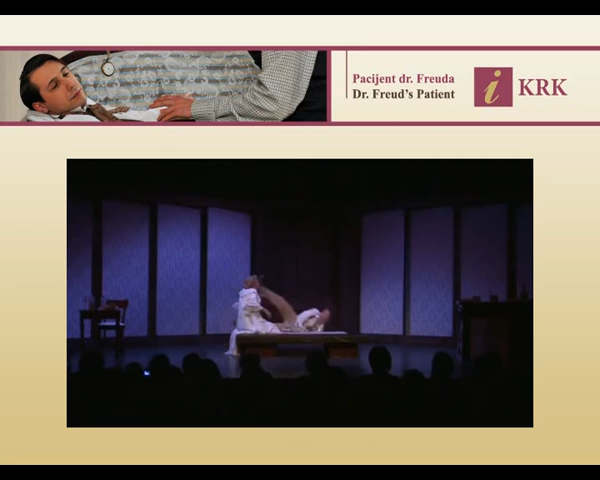 Pacijent dr. Freuda
Dr. Freud's Patient
i KRK